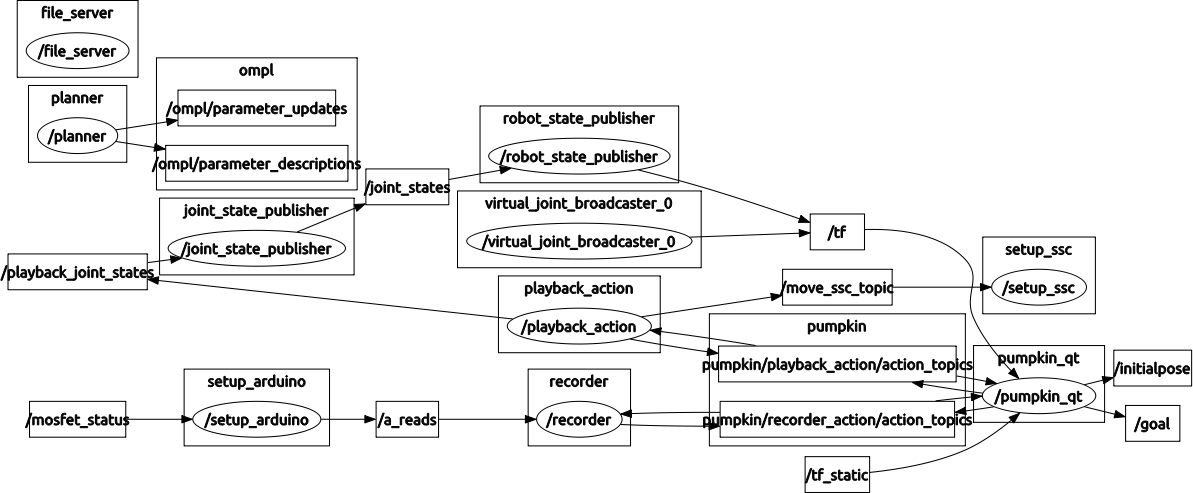 file_server
/file_server
planner
/planner
ompl
/ompl/parameter_updates
/ompl/parameter_descriptions
robot_state_publisher
/robot_state_publisher
/joint_states
joint_state_publisher
/joint_state_publisher
virtual_joint_broadcaster_0
/virtual_joint_broadcaster_0
/tf
/playback_joint_states
setup_ssc
/setup_ssc
playback_action
/playback_action
/move_ssc_topic
pumpkin
pumpkin/playback_action/action_topics
pumpkin/recorder_action/action_topics
pumpkin_qt
/pumpkin_qt
/initialpose
/goal
setup_arduino
/setup_arduino
/mosfet_status
/a_reads
recorder
/recorder
/tf_static